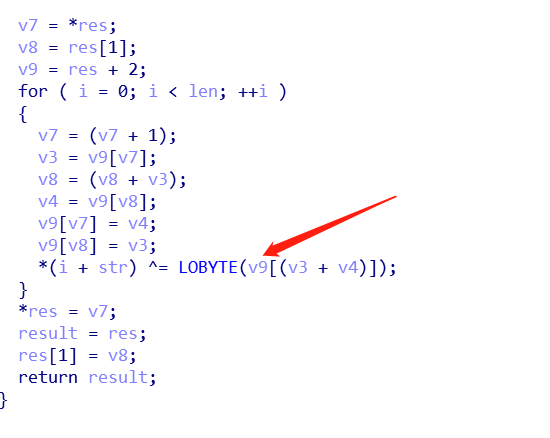 v7 = *res;
v8 = res[1];
v9 = res + 2;
for ( i = 0; i < len; ++i )
{
v7 = (v7 + 1);
v3 = v9[v7];
v8 = (v8 + v3);
v4 = v9[v8];
v9[v7] = v4;
v9[v8] = v3;
*(i + str) ^= LOBYTE(v9[(v3 + v4)]);
}
*res = v7;
result = res;
res[1] = v8;
return result;
}